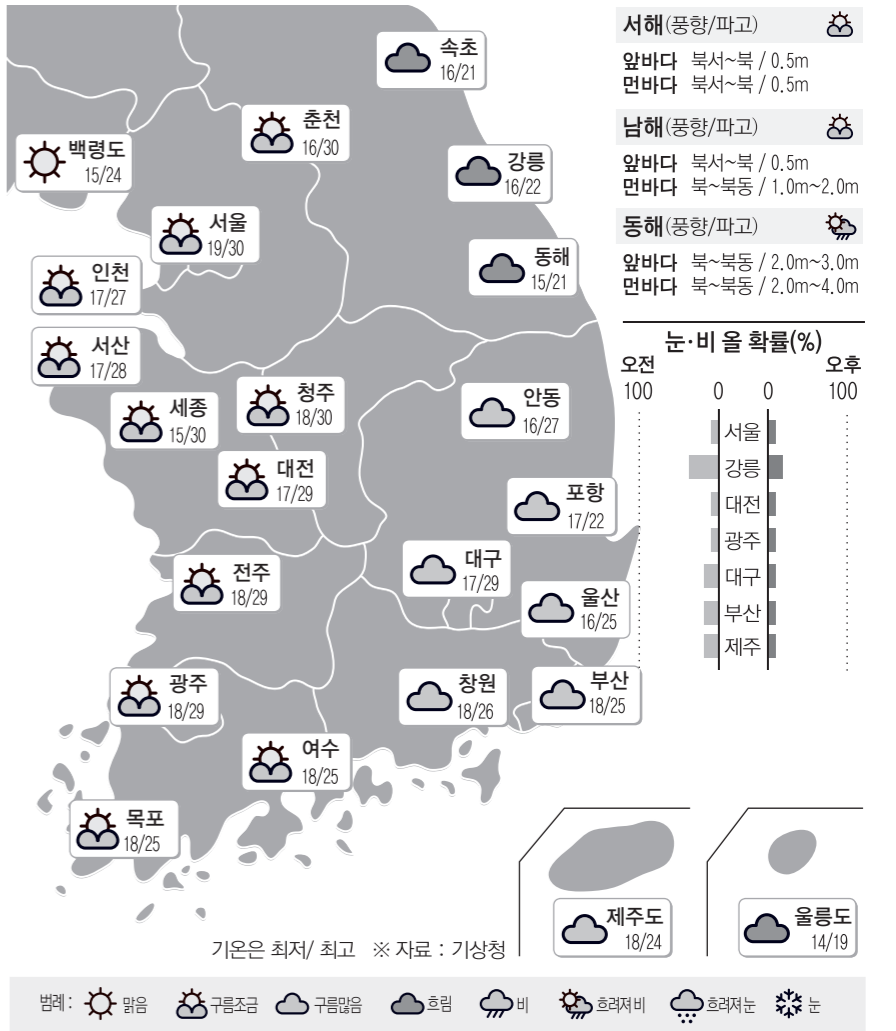 속초
16/21
춘천
16/30
백령도
15/24
강릉
16/22
서울
19/30
동해
15/21
인천
17/27
서산
17/28
청주
18/30
세종
15/30
안동
16/27
대전
17/29
포항
17/22
대구
17/29
전주
18/29
울산
16/25
광주
18/29
창원
18/26
부산
18/25
여수
18/25
목포
18/25
제주도
18/24
울릉도
14/19
기온은 최저/ 최고 ※ 자료 : 기상청
서해(풍향/파고)
앞바다 북서~북 / 0.5m
먼바다 북서~북 / 0.5m
남해(풍향/파고)
앞바다 북서~북 / 0.5m
먼바다 북~북동 / 1.0m~2.0m
동해(풍향/파고)
앞바다 북~북동 / 2.0m~3.0m
먼바다 북~북동 / 2.0m~4.0m
눈·비 올 확률(%)
오전 오후
100 0 0 100
서울
강릉
대전
광주
대구
부산
제주
범례 : 맑음 구름조금 구름많음 흐림 비 흐려져 비 흐려져 눈 눈